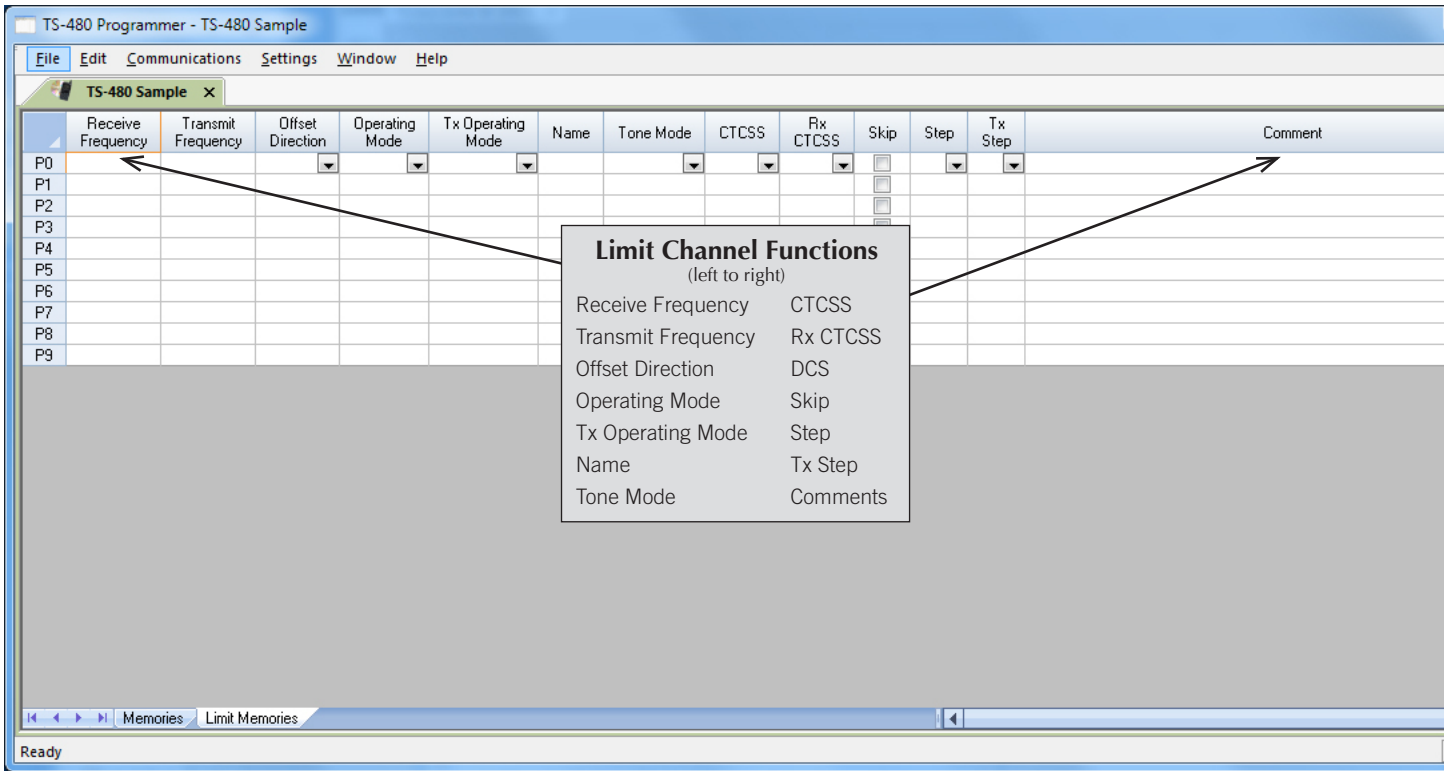 TS-480 Programmer - TS-480 Sample
File Edit Communications Settings Window Help
TS-480 Sample X
Receive Frequency Transmit Frequency Offset Direction Operating Mode Tx Operating Mode Name Tone Mode CTCSS Rx CTCSS Skip Step Tx Step Comment
P0
P1
P2
P3
P4
P5
P6
P7
P8
P9
Limit Channel Functions
(left to right)
Receive Frequency CTCSS
Transmit Frequency Rx CTCSS
Offset Direction DCS
Operating Mode Skip
Tx Operating Mode Step
Name Tx Step
Tone Mode Comments
Memories Limit Memories
Ready